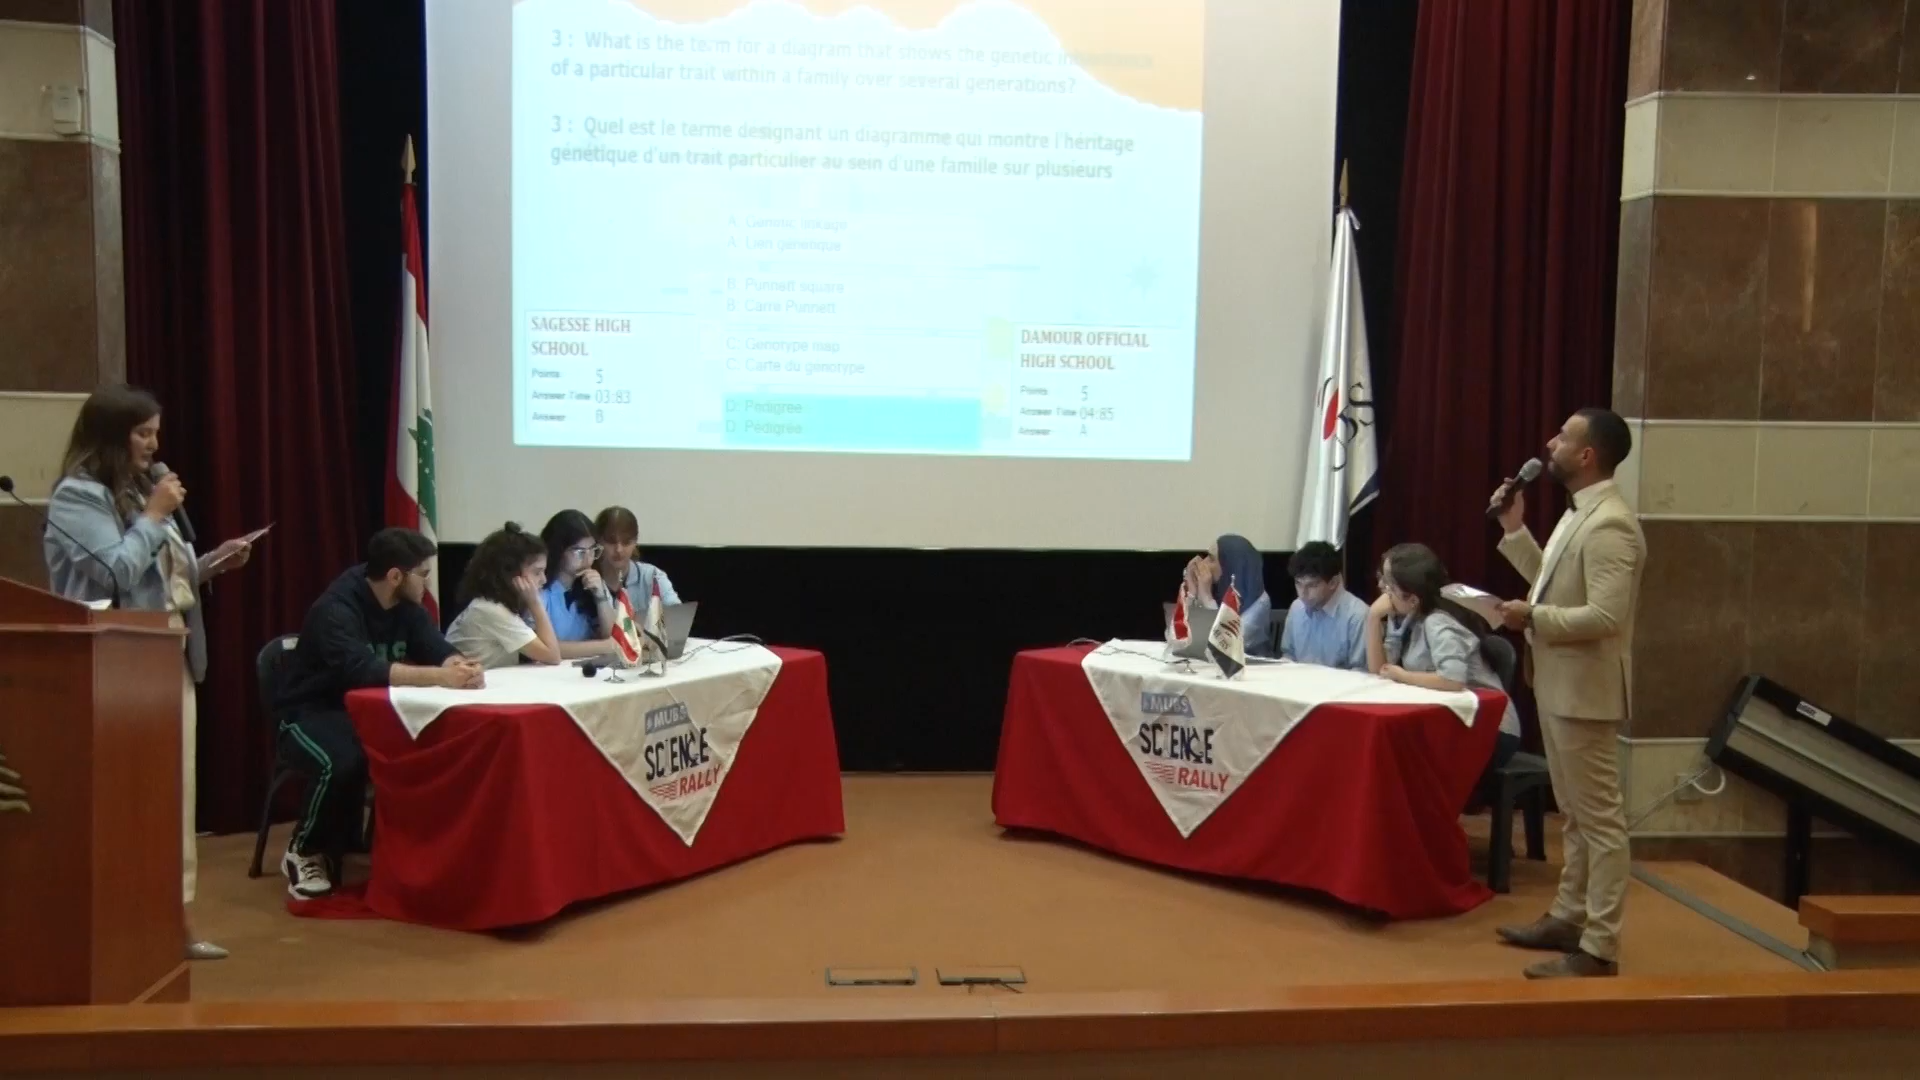 3 : What is the term for a diagram that shows the genetic
of a particular trait within a family over several generations?
3 : Quel est le terme désignant un diagramme qui montre l'héritage
génétique d'un trait particulier au sein d'une famille sur plusieurs
A. Genetic linkage
A. Lien génétique
B. Punnett square
B. Carré Punnett
C. Genotype map
C. Carte du génotype
D. Pedigree
D. Pedigree
SAGESSE HIGH
SCHOOL
Points: 5
Answer Time 03:83
Answer B
DAMOUR OFFICIAL
HIGH SCHOOL
Points 5
Answer Time 04:85
Answer A
MUBS
SCIENCE
RALLY
MUBS
SCIENCE
RALLY